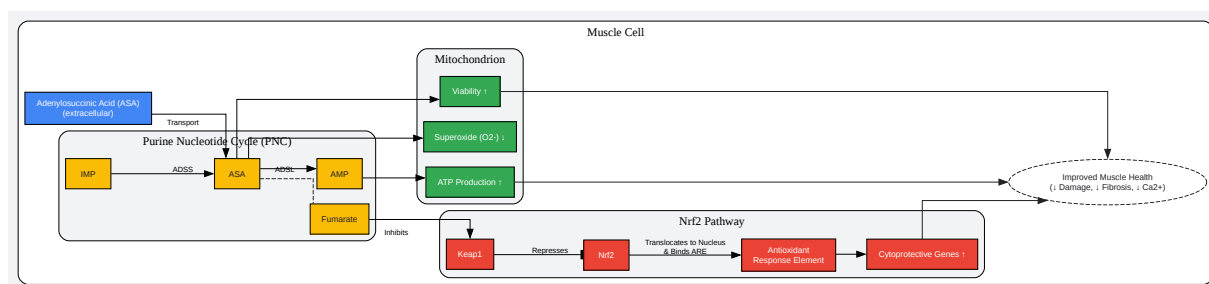 Muscle Cell
Mitochondrion
Adenylosuccinic Acid (ASA)
(extracellular)
Transport
Viability ↑
Superoxide (O2-) ↓
Purine Nucleotide Cycle (PNC)
IMP
ADSS
ASA
ADSL
AMP
ATP Production ↑
Improved Muscle Health
(↓ Damage, ↓ Fibrosis, ↓ Ca2+)
Fumarate
Inhibits
Nrf2 Pathway
Keap1
Represses
Nrf2
Translocates to Nucleus
& Binds ARE
Antioxidant
Response Element
Cytoprotective Genes ↑